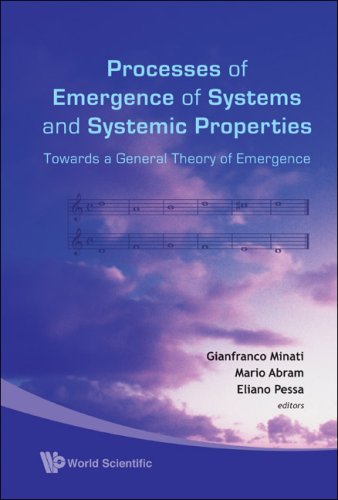 Processes of
Emergence of Systems
and Systemic Properties
Towards a General Theory of Emergence
Gianfranco Minati
Mario Abram
Eliano Pessa
editors
World Scientific